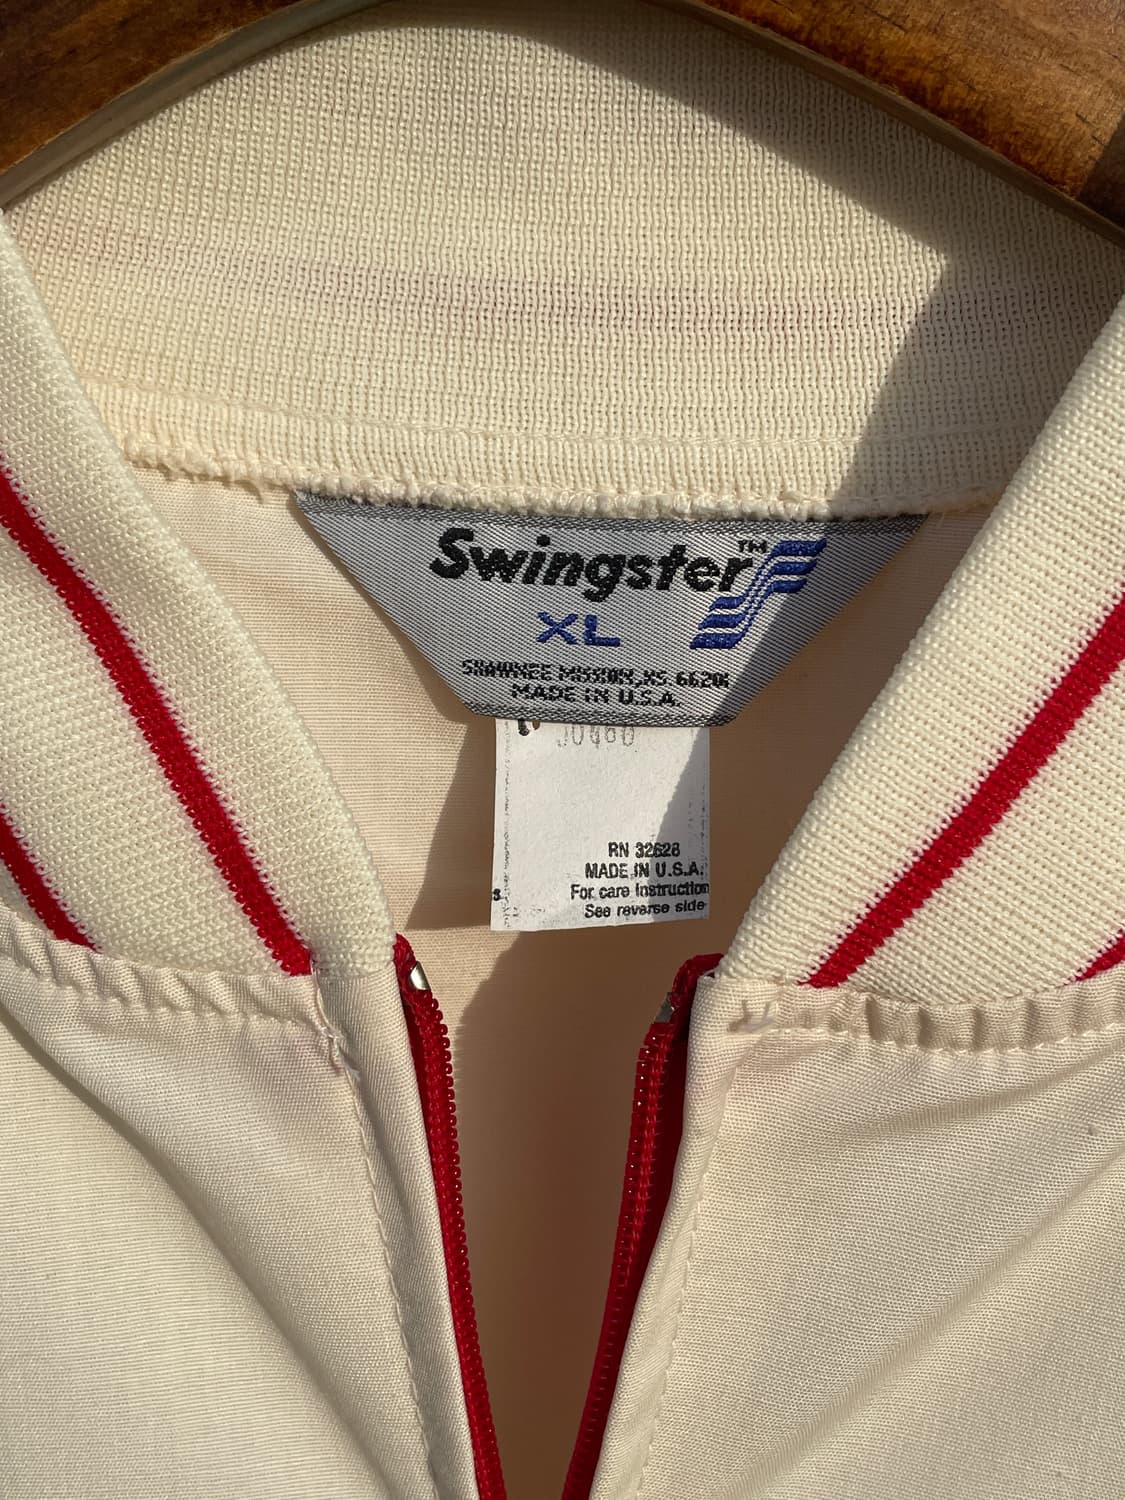 Swingster™
XL
SHAWNEE MISSION, KS. 66201
MADE IN U.S.A.
RN 32628
MADE IN U.S.A.
For care Instruction
See reverse side